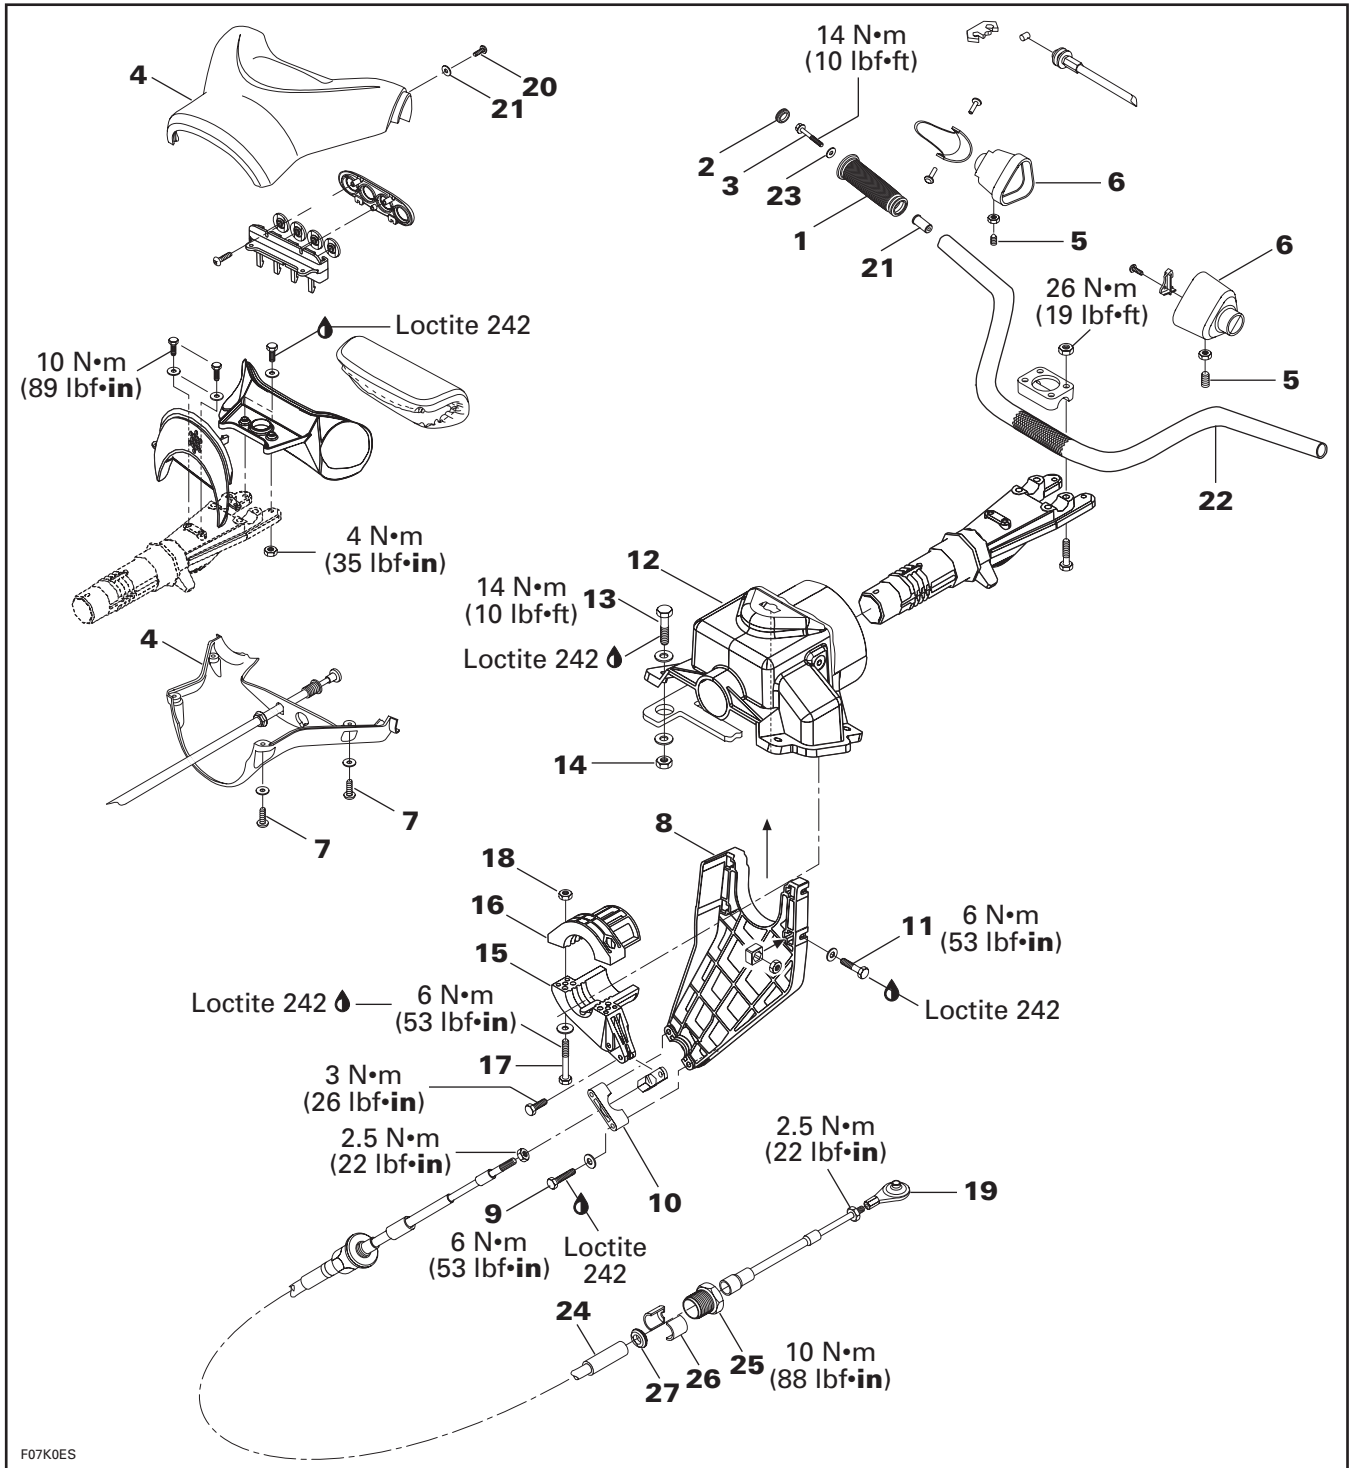 4
20
21
14 N•m
(10 lbf•ft)
2
3
23
1
21
6
5
6
5
26 N•m
(19 lbf•ft)
22
Loctite 242
10 N•m
(89 lbf•in)
4 N•m
(35 lbf•in)
12
14 N•m
(10 lbf•ft)
13
Loctite 242
14
4
7
7
8
18
16
15
11
6 N•m
(53 lbf•in)
Loctite 242
Loctite 242
6 N•m
(53 lbf•in)
17
3 N•m
(26 lbf•in)
2.5 N•m
(22 lbf•in)
10
9
6 N•m
(53 lbf•in)
Loctite
242
2.5 N•m
(22 lbf•in)
19
24
27
26
25
10 N•m
(88 lbf•in)
F07K0ES